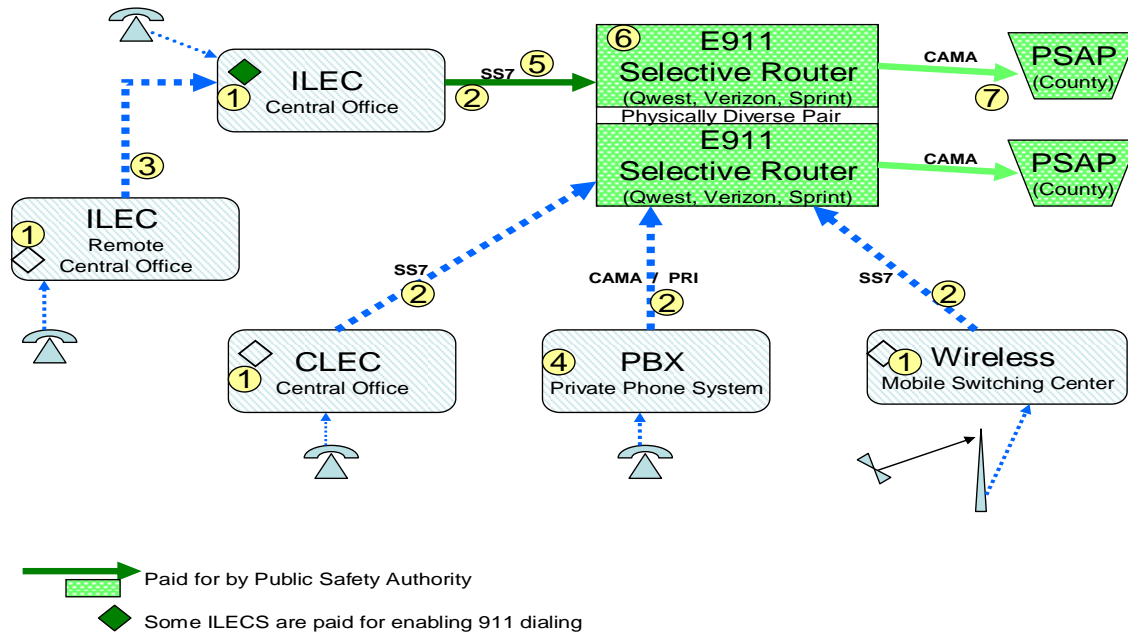 ILEC
Central Office
1
SS7
5
2
6
E911
Selective Router
(Qwest, Verizon, Sprint)
Physically Diverse Pair
E911
Selective Router
(Qwest, Verizon, Sprint)
CAMA
7
PSAP
(County)
CAMA
PSAP
(County)
3
ILEC
1
Remote
Central Office
SS7
2
CAMA / PRI
2
SS7
2
CLEC
1
Central Office
4
PBX
Private Phone System
1
Wireless
Mobile Switching Center
Paid for by Public Safety Authority
Some ILECS are paid for enabling 911 dialing